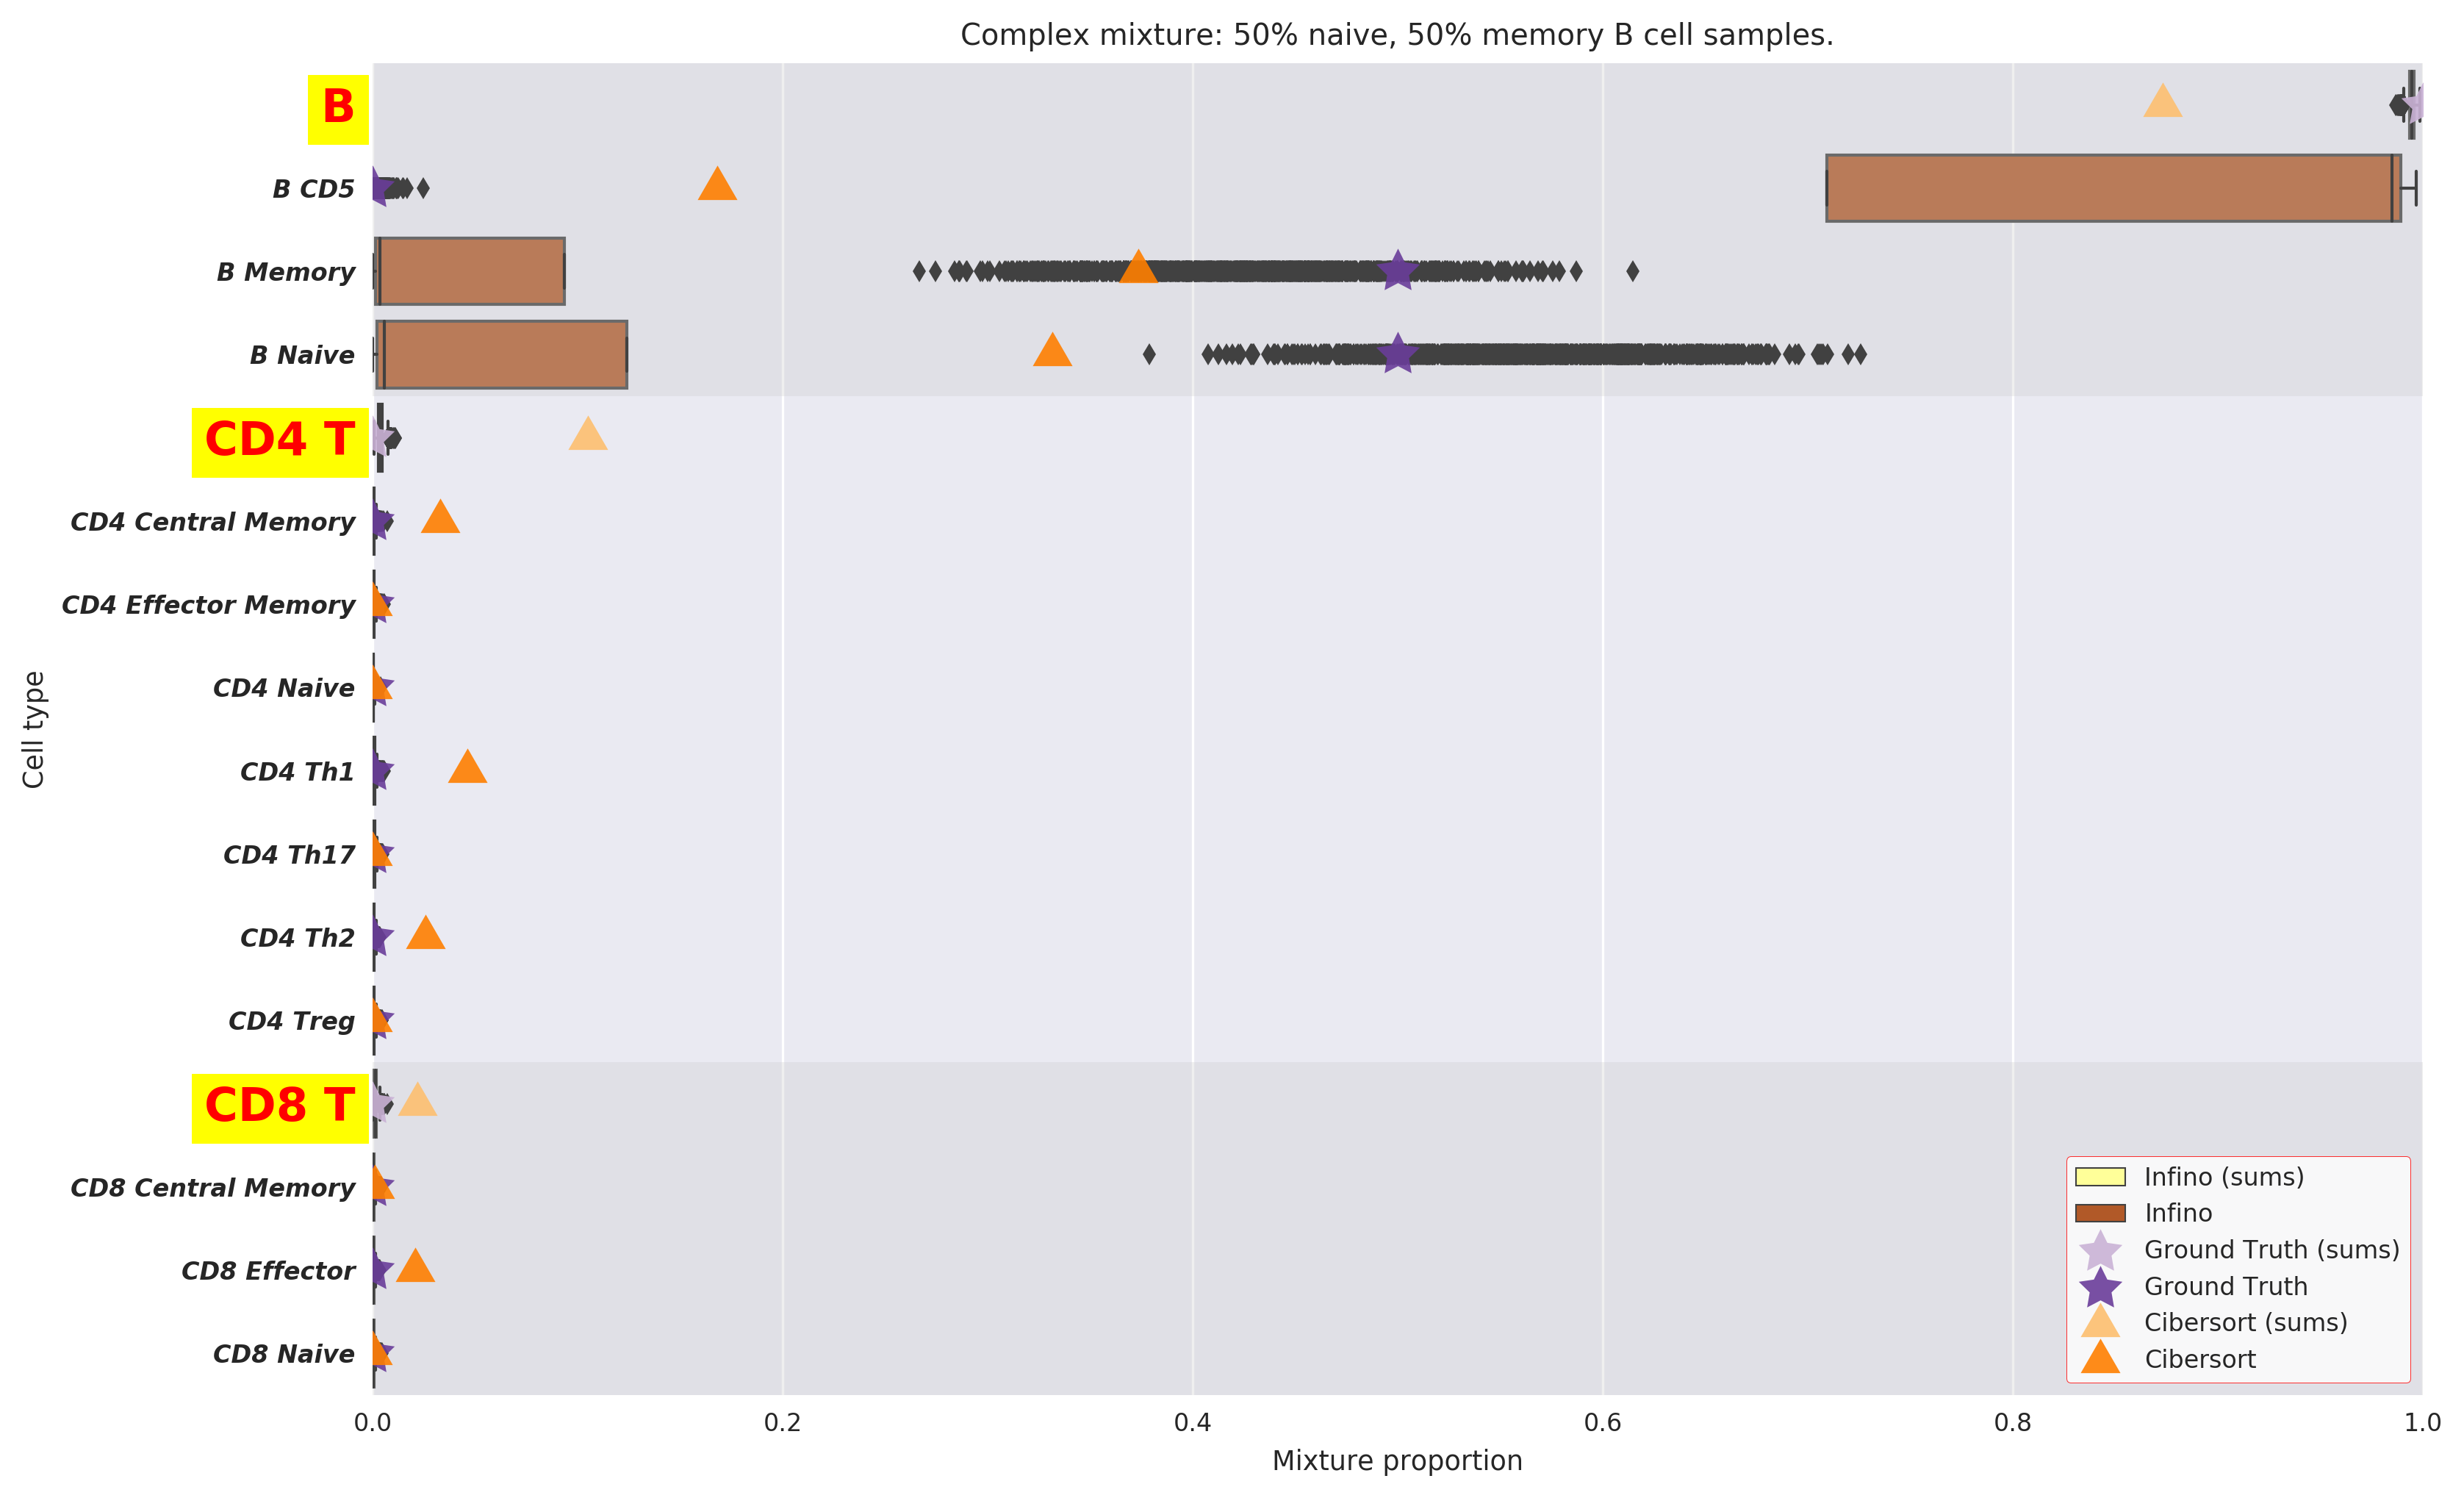 Complex mixture: 50% naive, 50% memory B cell samples.
B
B CD5
B Memory
B Naive
CD4 T
CD4 Central Memory
CD4 Effector Memory
CD4 Naive
CD4 Th1
CD4 Th17
CD4 Th2
CD4 Treg
CD8 T
CD8 Central Memory
CD8 Effector
CD8 Naive
Cell type
Infino (sums)
Infino
Ground Truth (sums)
Ground Truth
Cibersort (sums)
Cibersort
0.0 0.2 0.4 0.6 0.8 1.0
Mixture proportion